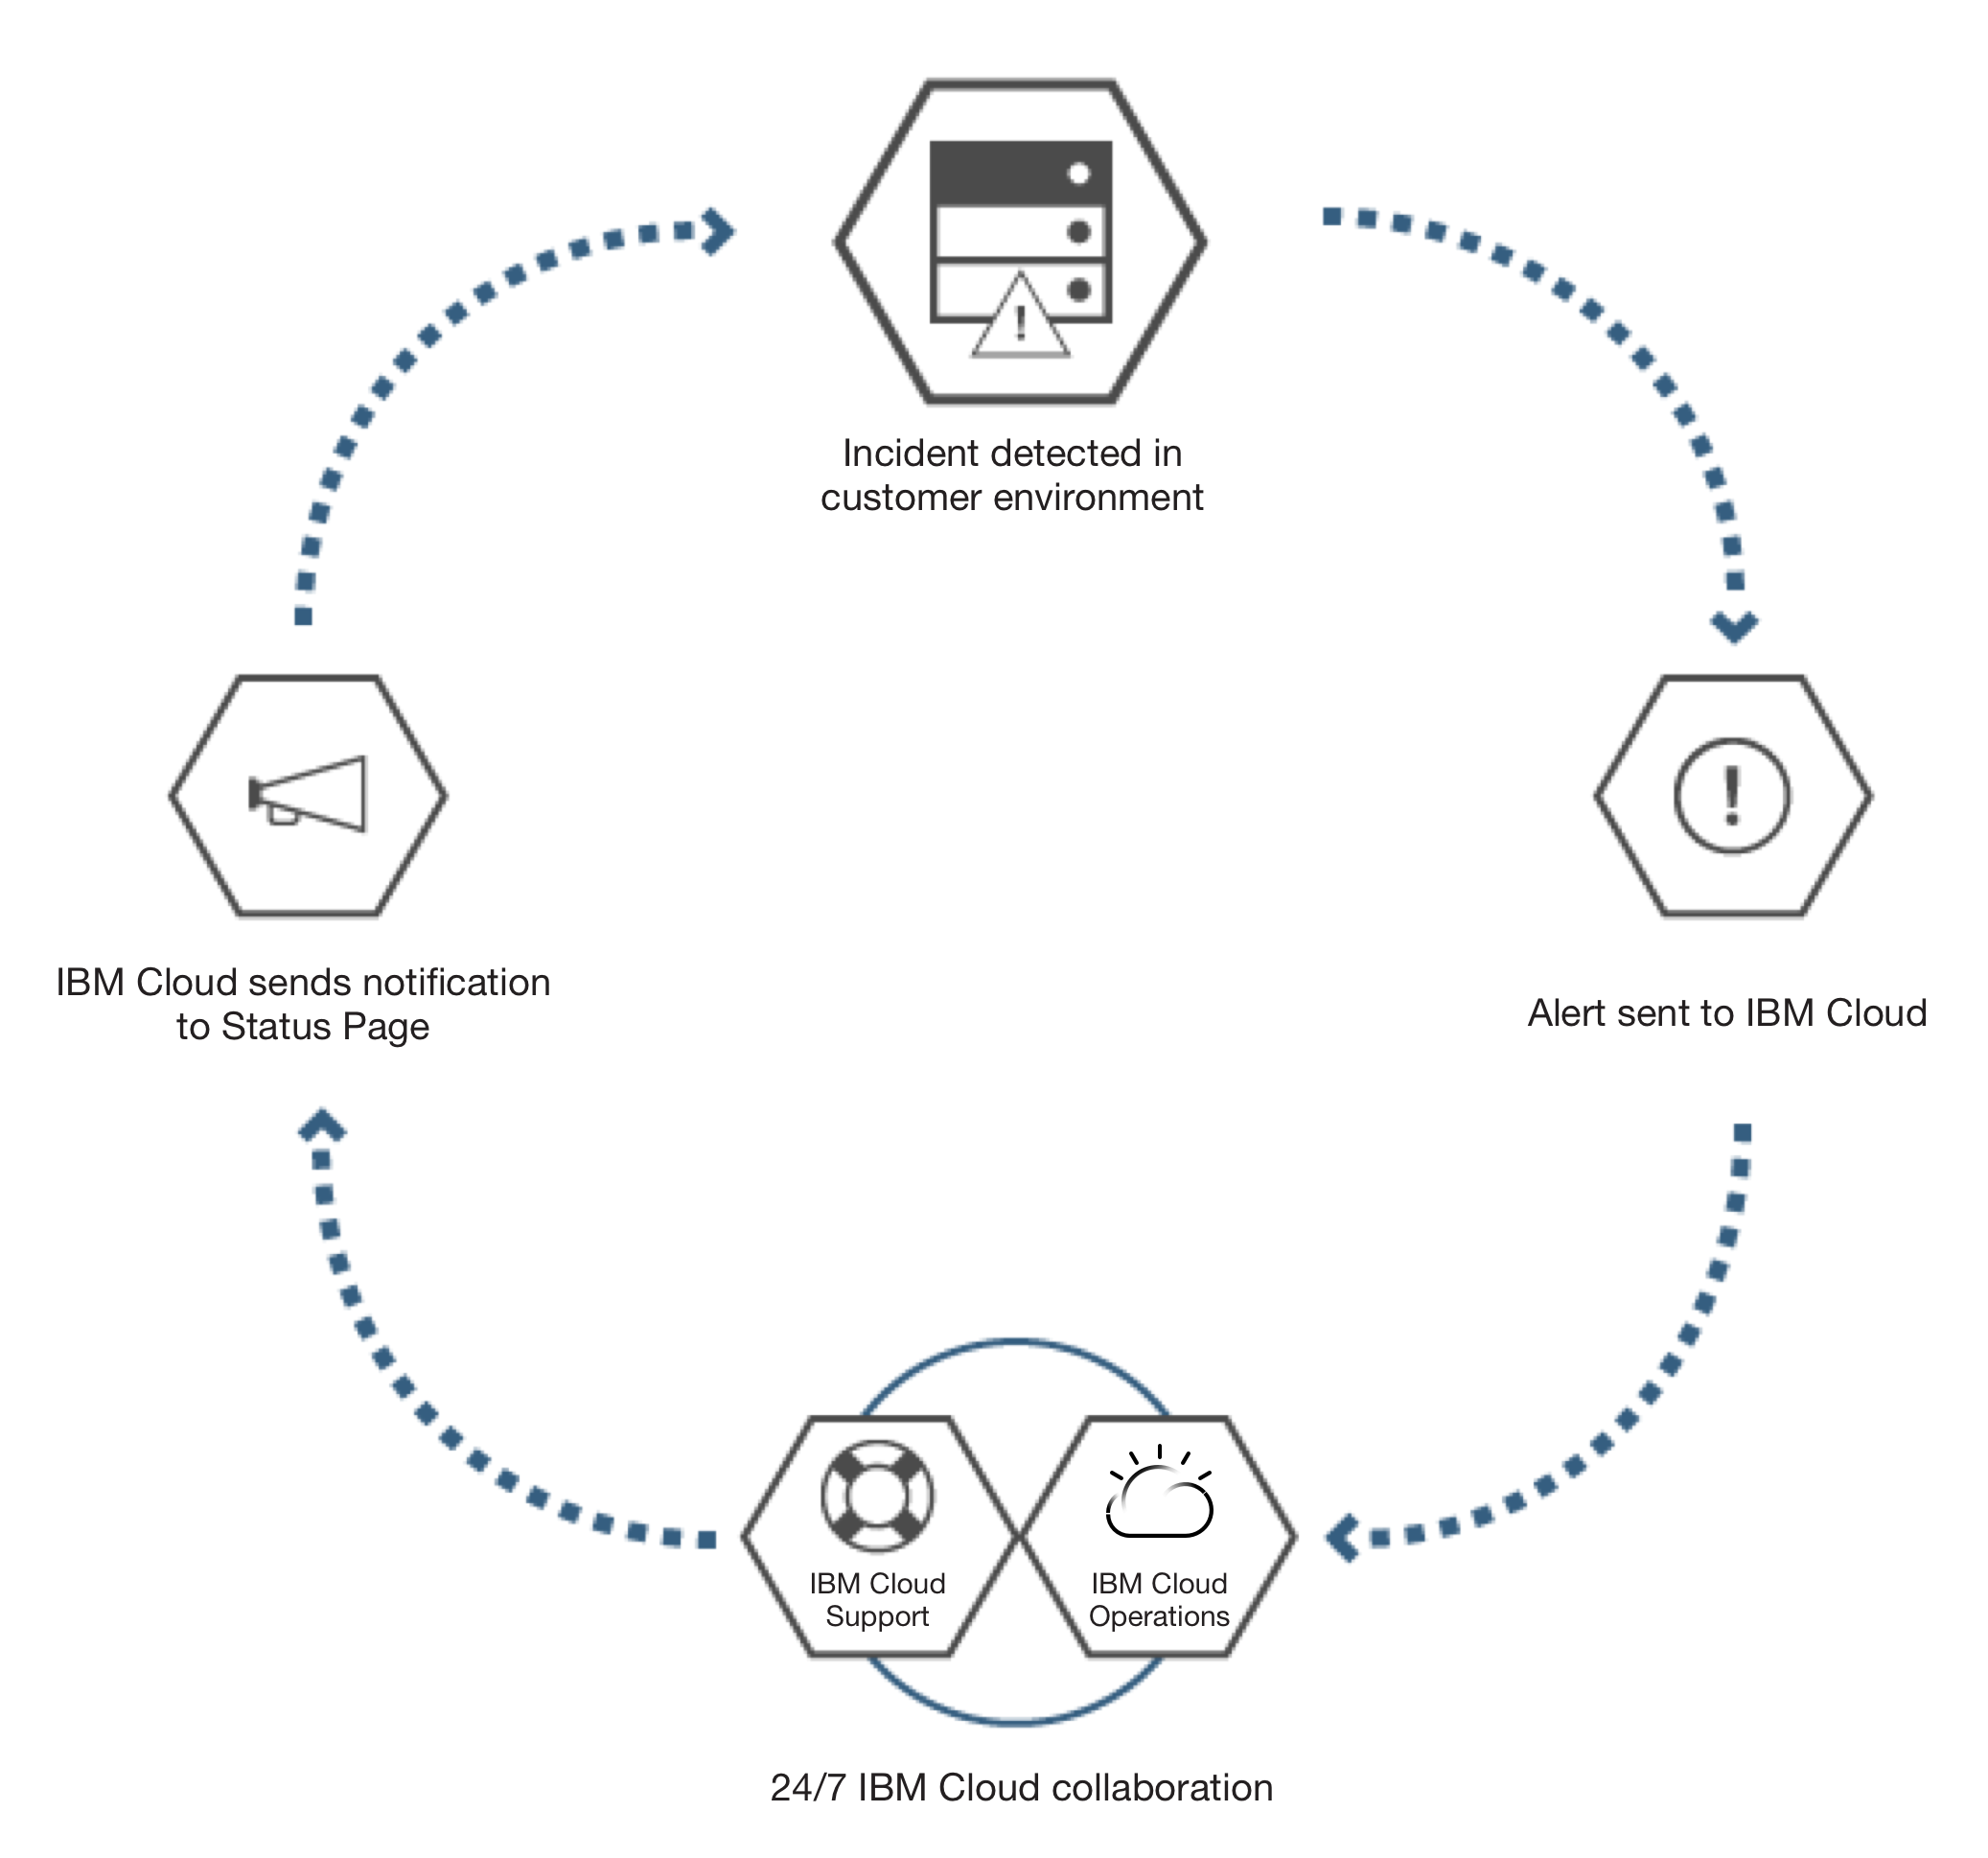 Incident detected in
customer environment
IBM Cloud sends notification
to Status Page
Alert sent to IBM Cloud
IBM Cloud
Support
IBM Cloud
Operations
24/7 IBM Cloud collaboration